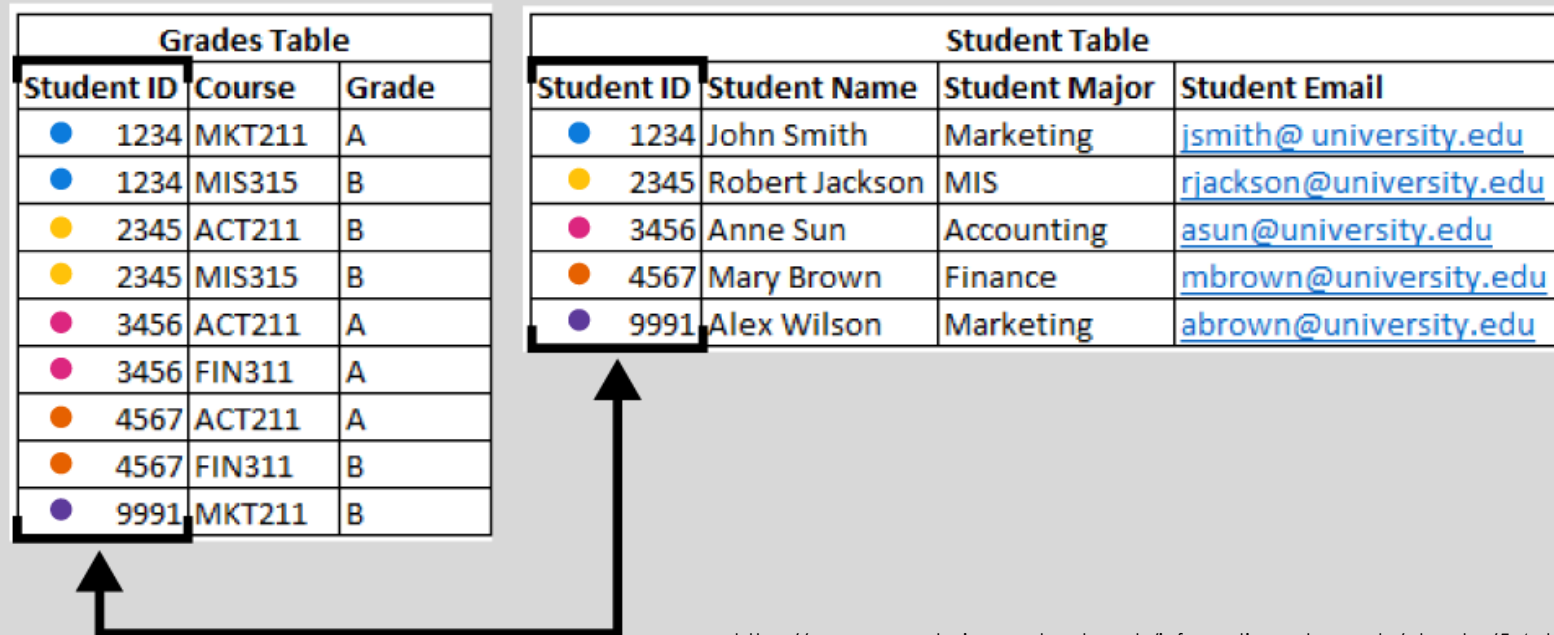 Grades Table
Student ID Course Grade
1234 MKT211 A
1234 MIS315 B
2345 ACT211 B
2345 MIS315 B
3456 ACT211 A
3456 FIN311 A
4567 ACT211 A
4567 FIN311 B
9991 MKT211 B
Student Table
Student ID Student Name Student Major Student Email
1234 John Smith Marketing jsmith@ university.edu
2345 Robert Jackson MIS rjackson@university.edu
3456 Anne Sun Accounting asun@university.edu
4567 Mary Brown Finance mbrown@university.edu
9991 Alex Wilson Marketing abrown@university.edu